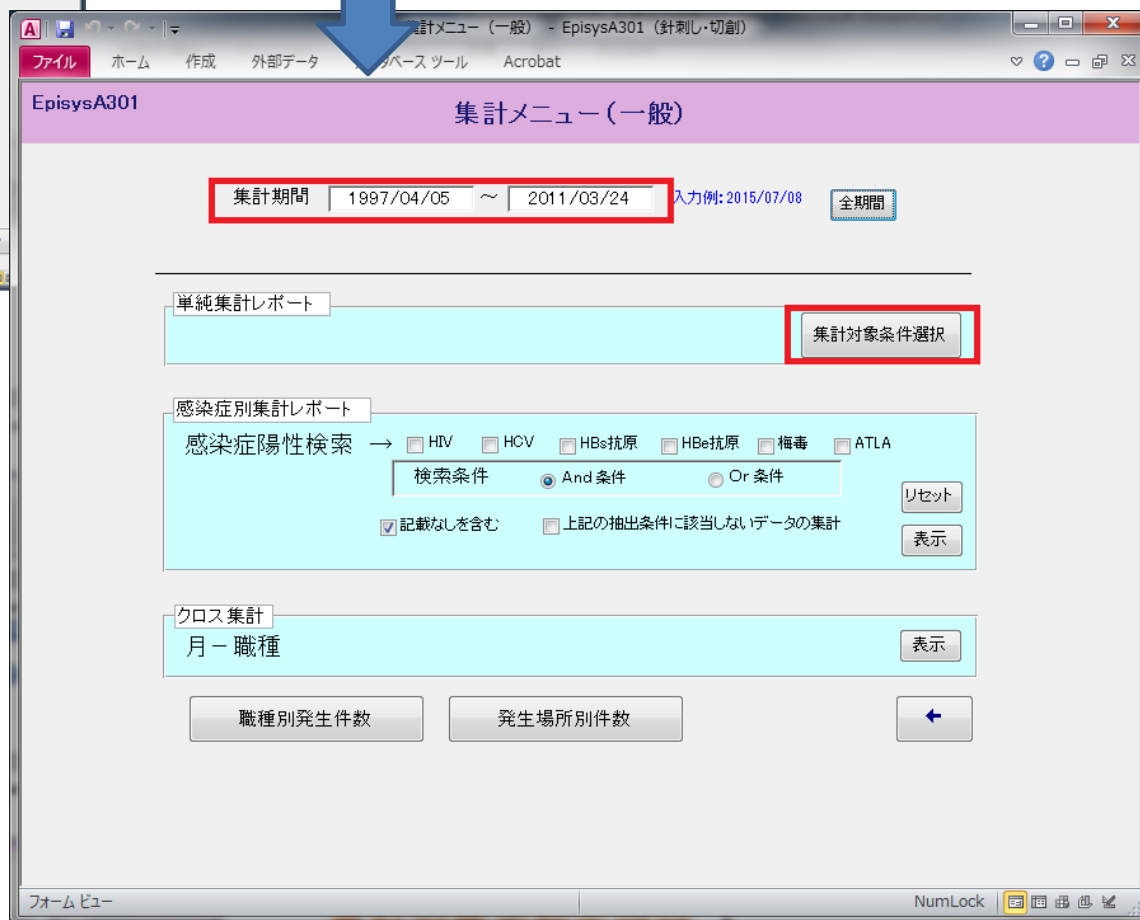 集計メニュー (一般) - EpisysA301 (針刺し・切創)
ファイル ホーム 作成 外部データ データベース ツール Acrobat
EpisysA301
集計メニュー(一般)
集計期間 1997/04/05 ～ 2011/03/24 入力例:2015/07/08 全期間
単純集計レポート
集計対象条件選択
感染症別集計レポート
感染症陽性検索 → HIV HCV HBs抗原 HBe抗原 梅毒 ATLA
検索条件 And 条件 Or 条件
リセット
記載なしを含む 上記の抽出条件に該当しないデータの集計
表示
クロス集計
月－職種 表示
職種別発生件数 発生場所別件数 ←
フォーム ビュー NumLock